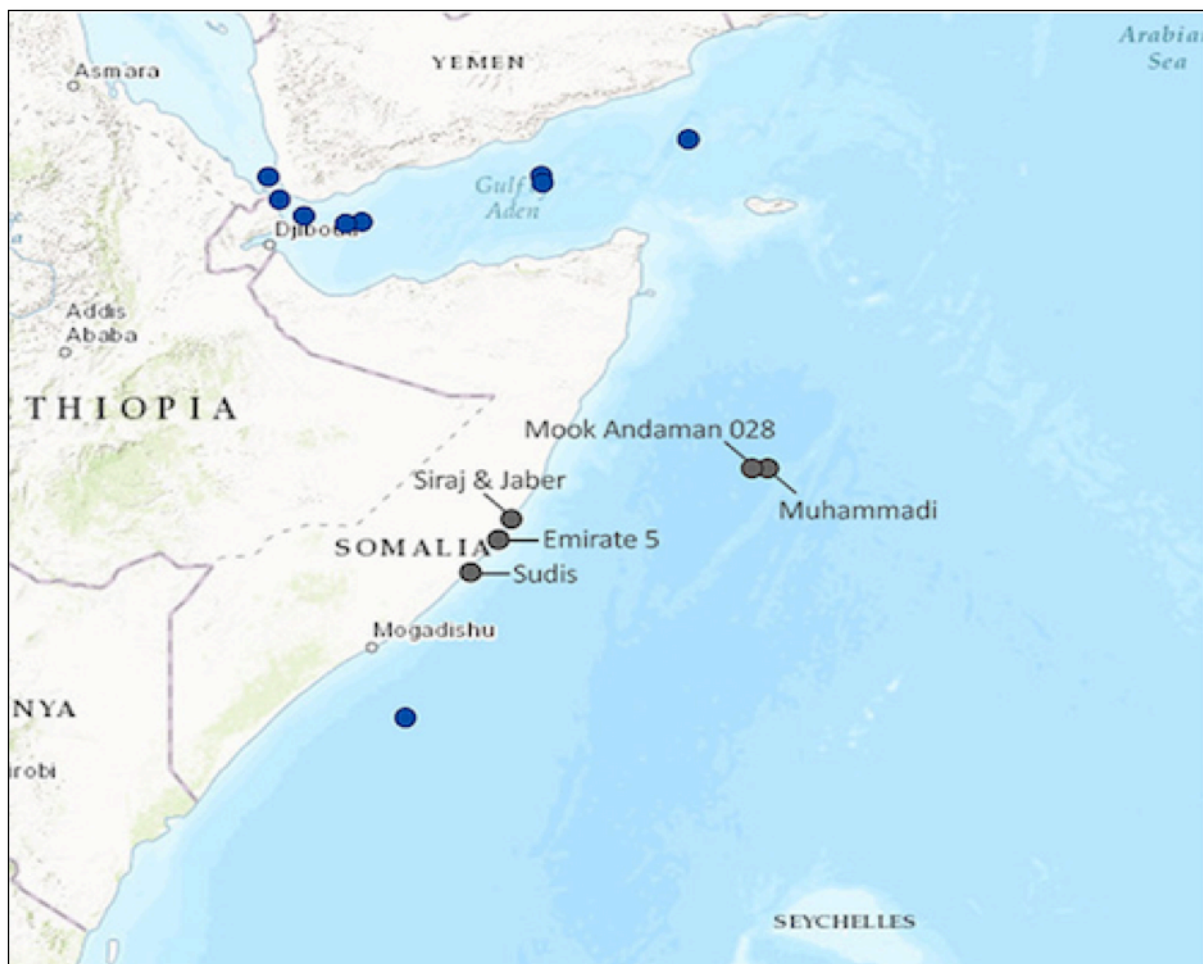 Arabian
Sea
Asmara
YEMEN
Gulf
Aden
Djibouti
Addis
Ababa
THIOPIA
Mook Andaman 028
Siraj & Jaber
Muhammadi
SOMALIA
Emirate 5
Sudis
Mogadishu
NYA
irobi
SEYCHELLES